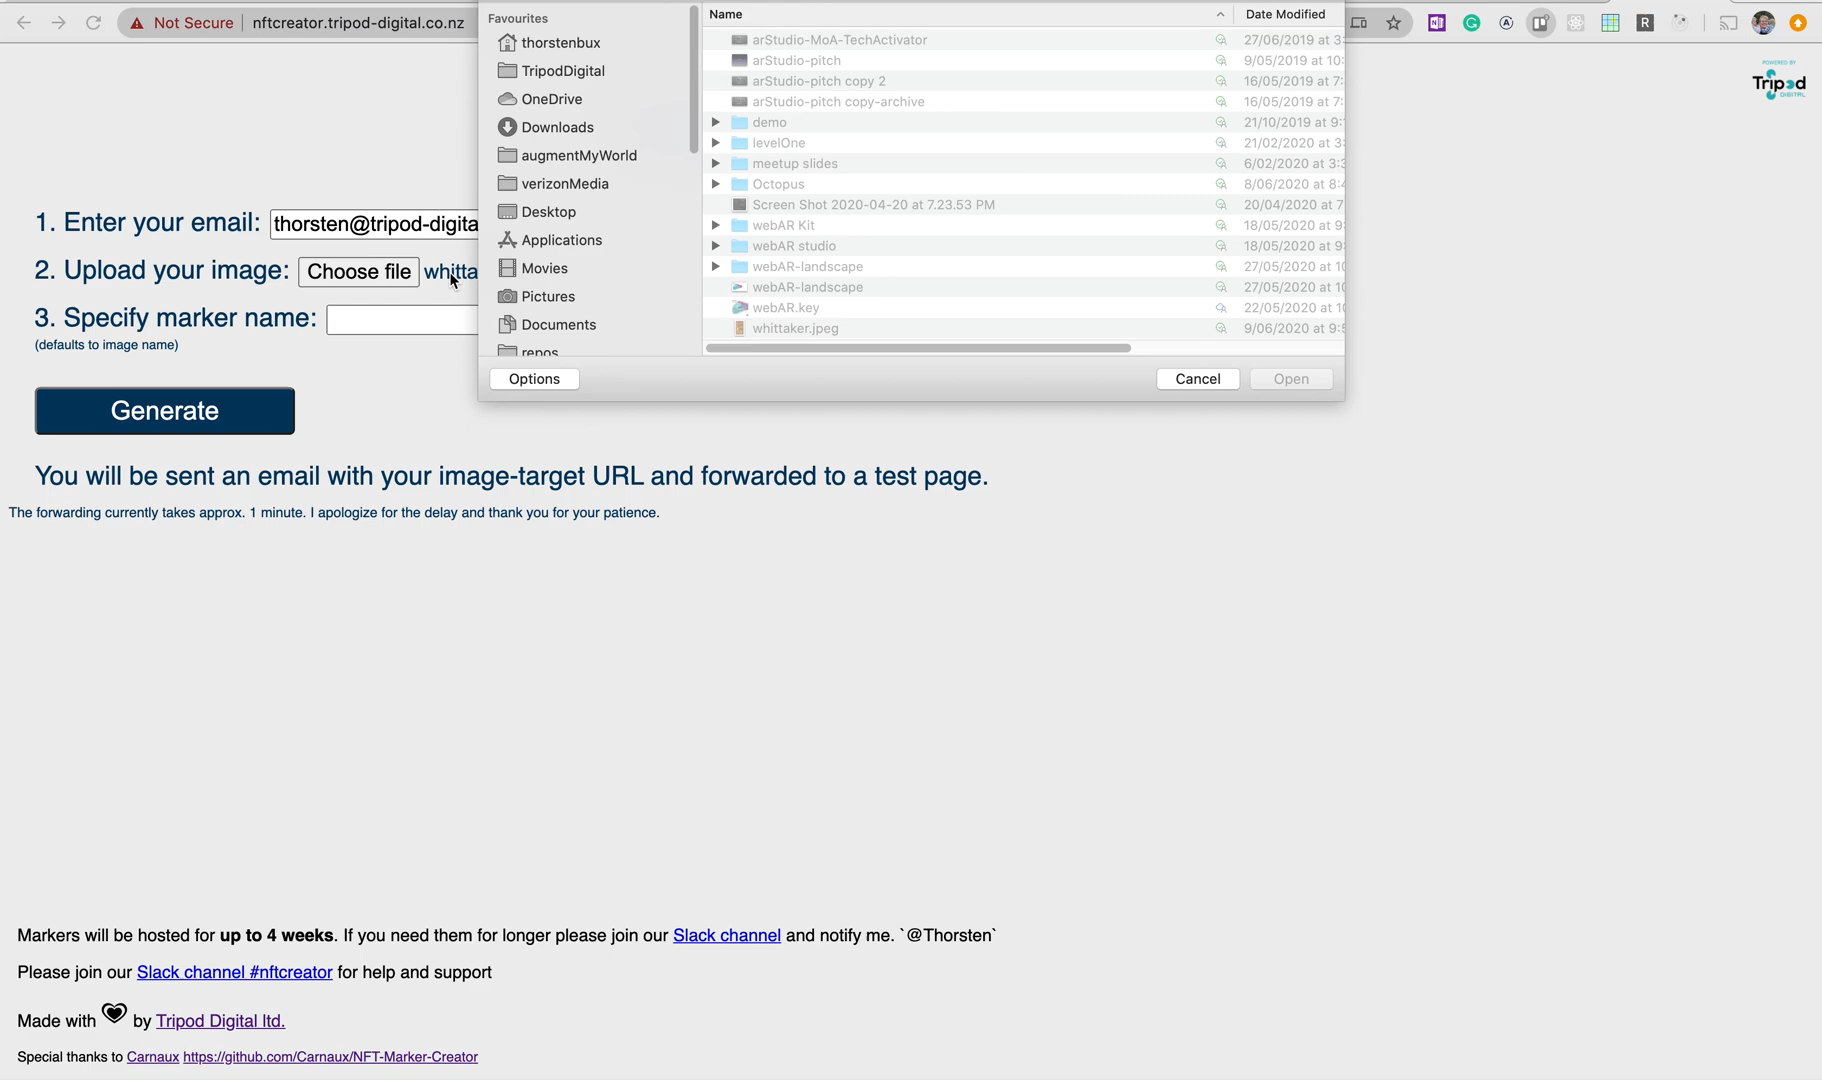 Not Secure | nftcreator.tripod-digital.co.nz
POWERED BY
Tripod
DIGITAL
Favourites
thorstenbux
TripodDigital
OneDrive
Downloads
augmentMyWorld
verizonMedia
Desktop
Applications
Movies
Pictures
Documents
repos
Name Date Modified
arStudio-MoA-TechActivator 27/06/2019 at 3:
arStudio-pitch 9/05/2019 at 10:
arStudio-pitch copy 2 16/05/2019 at 7:
arStudio-pitch copy-archive 16/05/2019 at 7:
demo 21/10/2019 at 9:
levelOne 21/02/2020 at 3:
meetup slides 6/02/2020 at 3:3
Octopus 8/06/2020 at 8:4
Screen Shot 2020-04-20 at 7.23.53 PM 20/04/2020 at 7
webAR Kit 18/05/2020 at 9:
webAR studio 18/05/2020 at 9:
webAR-landscape 27/05/2020 at 10
webAR-landscape 27/05/2020 at 10
webAR.key 22/05/2020 at 10
whittaker.jpeg 9/06/2020 at 9:5
Options Cancel Open
1. Enter your email: thorsten@tripod-digita
2. Upload your image: Choose file whitta
3. Specify marker name:
(defaults to image name)
Generate
You will be sent an email with your image-target URL and forwarded to a test page.
The forwarding currently takes approx. 1 minute. I apologize for the delay and thank you for your patience.
Markers will be hosted for up to 4 weeks. If you need them for longer please join our Slack channel and notify me. `@Thorsten`
Please join our Slack channel #nftcreator for help and support
Made with by Tripod Digital ltd.
Special thanks to Carnaux https://github.com/Carnaux/NFT-Marker-Creator